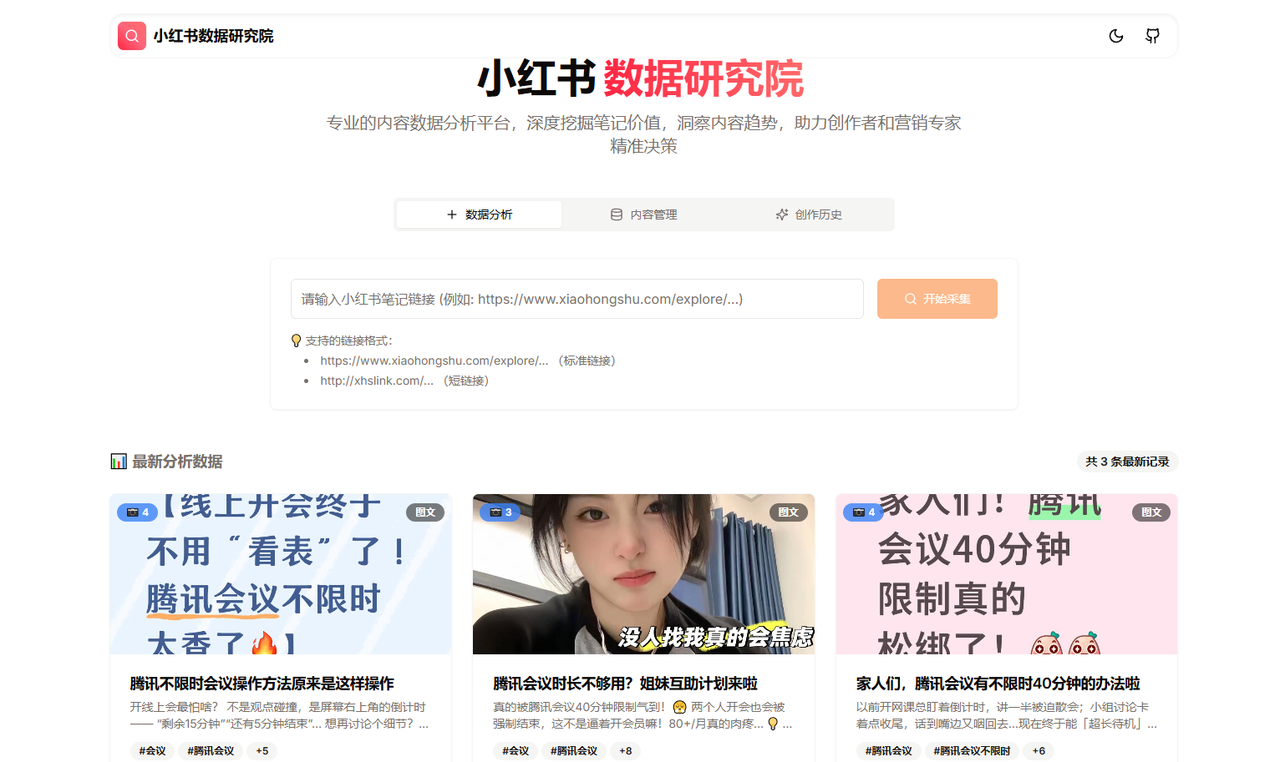 小红书数据研究院
小红书 数据研究院
专业的内容数据分析平台，深度挖掘笔记价值，洞察内容趋势，助力创作者和营销专家
精准决策
数据分析
内容管理
创作历史
请输入小红书笔记链接 (例如: https://www.xiaohongshu.com/explore/...)
开始采集
💡 支持的链接格式：
• https://www.xiaohongshu.com/explore/... （标准链接）
• http://xhslink.com/... （短链接）
📊 最新分析数据
共 3 条最新记录
📷 4
图文
【线上开会终于
不用“看表”了！
腾讯会议不限时
太香了🔥】
腾讯不限时会议操作方法原来是这样操作
开线上会最怕啥？ 不是观点碰撞，是屏幕右上角的倒计时
—— “剩余15分钟”“还有5分钟结束”... 想再讨论个细节？...
#会议
#腾讯会议
+5
📷 3
图文
没人找我真的会焦虑
腾讯会议时长不够用？姐妹互助计划来啦
真的被腾讯会议40分钟限制气到！😤 两个人开会也会被
强制结束，这不是逼着开会员嘛！80+/月真的肉疼... 💡 ...
#会议
#腾讯会议
+8
📷 4
图文
家人们！腾讯
会议40分钟
限制真的
松绑了！
家人们，腾讯会议有不限时40分钟的办法啦
以前开网课总盯着倒计时，讲一半被迫散会；小组讨论卡
着点收尾，话到嘴边又咽回去...现在终于能「超长待机」...
#腾讯会议
#腾讯会议不限时
+6